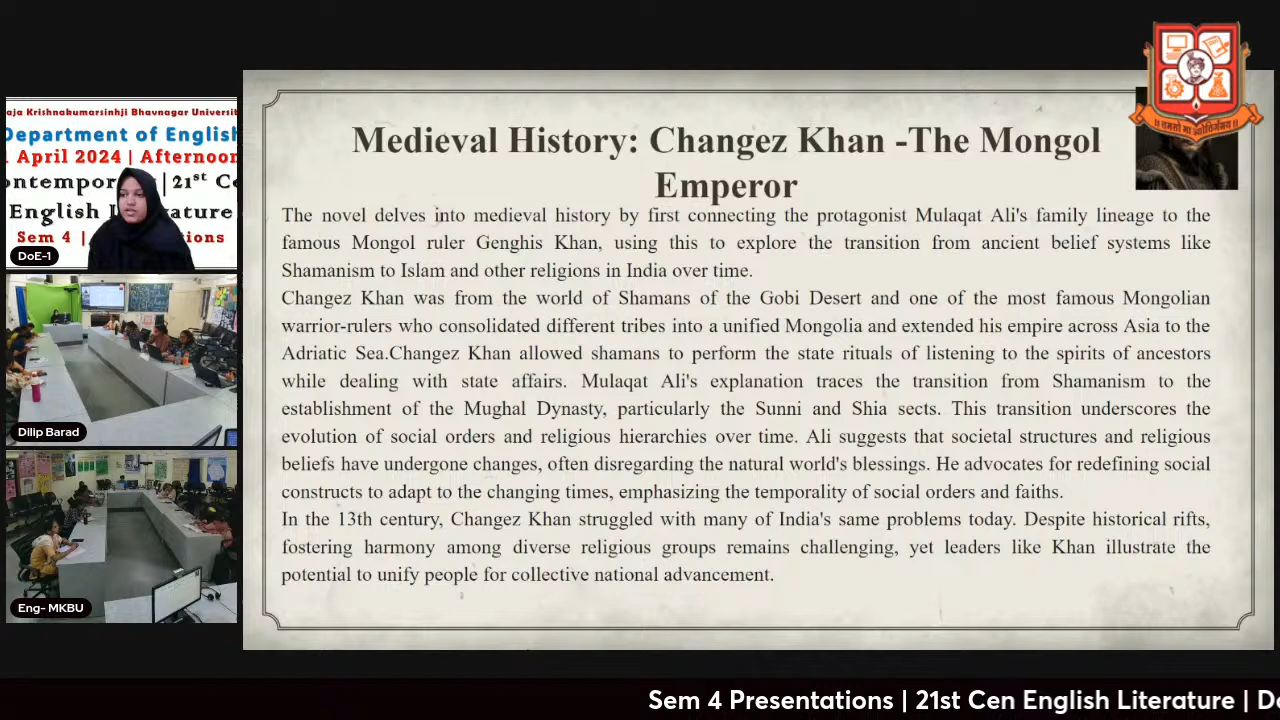 aja Krishnakumarsinhji Bhavnagar Universit
Department of English
April 2024 | Afternoon
ontempor | 21st Ce
English ature
Sem 4 | tions
DoE-1
Dilip Barad
Eng- MKBU
Medieval History: Changez Khan -The Mongol
Emperor
The novel delves into medieval history by first connecting the protagonist Mulaqat Ali's family lineage to the
famous Mongol ruler Genghis Khan, using this to explore the transition from ancient belief systems like
Shamanism to Islam and other religions in India over time.
Changez Khan was from the world of Shamans of the Gobi Desert and one of the most famous Mongolian
warrior-rulers who consolidated different tribes into a unified Mongolia and extended his empire across Asia to the
Adriatic Sea.Changez Khan allowed shamans to perform the state rituals of listening to the spirits of ancestors
while dealing with state affairs. Mulaqat Ali's explanation traces the transition from Shamanism to the
establishment of the Mughal Dynasty, particularly the Sunni and Shia sects. This transition underscores the
evolution of social orders and religious hierarchies over time. Ali suggests that societal structures and religious
beliefs have undergone changes, often disregarding the natural world's blessings. He advocates for redefining social
constructs to adapt to the changing times, emphasizing the temporality of social orders and faiths.
In the 13th century, Changez Khan struggled with many of India's same problems today. Despite historical rifts,
fostering harmony among diverse religious groups remains challenging, yet leaders like Khan illustrate the
potential to unify people for collective national advancement.
Sem 4 Presentations | 21st Cen English Literature | De